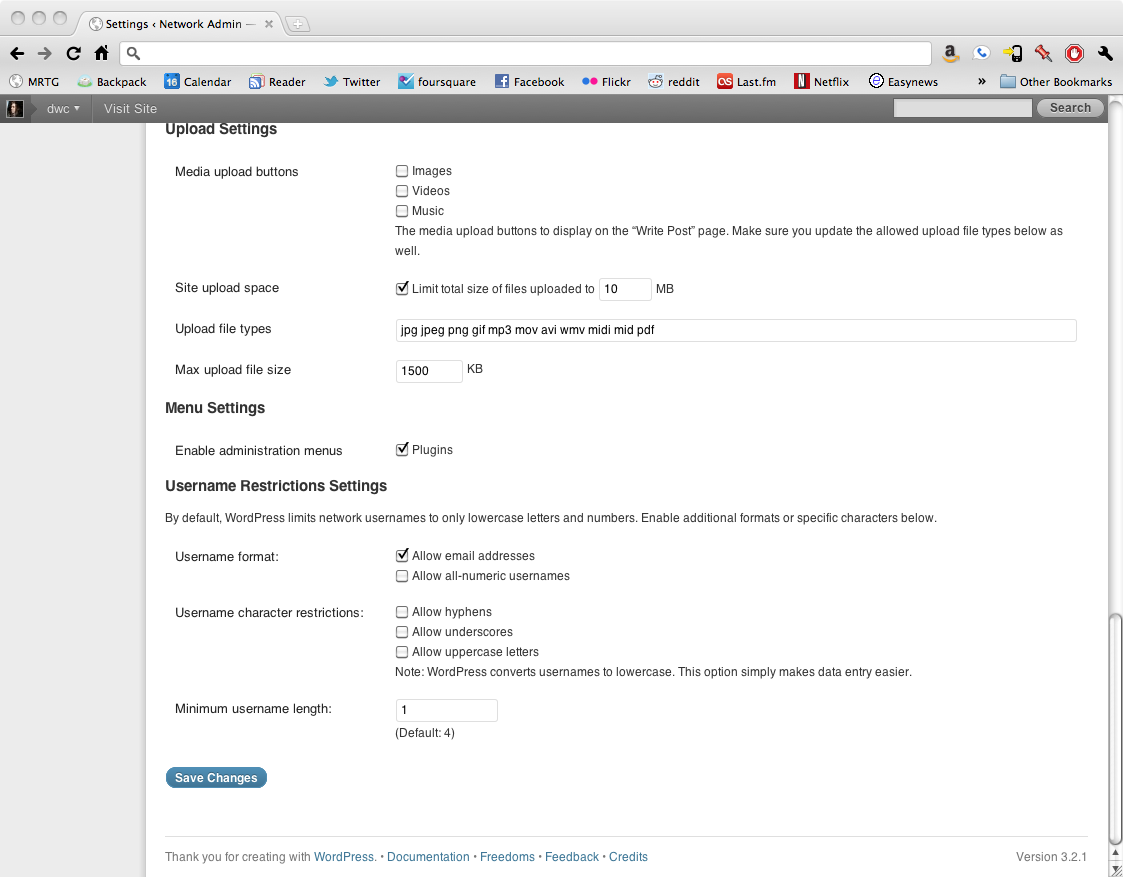 Settings ‹ Network Admin —
MRTG Backpack 16 Calendar Reader Twitter foursquare Facebook Flickr reddit Last.fm Netflix Easynews » Other Bookmarks
dwc Visit Site Search
Upload Settings
Media upload buttons
Images
Videos
Music
The media upload buttons to display on the “Write Post” page. Make sure you update the allowed upload file types below as
well.
Site upload space Limit total size of files uploaded to 10 MB
Upload file types jpg jpeg png gif mp3 mov avi wmv midi mid pdf
Max upload file size 1500 KB
Menu Settings
Enable administration menus Plugins
Username Restrictions Settings
By default, WordPress limits network usernames to only lowercase letters and numbers. Enable additional formats or specific characters below.
Username format: Allow email addresses
Allow all-numeric usernames
Username character restrictions: Allow hyphens
Allow underscores
Allow uppercase letters
Note: WordPress converts usernames to lowercase. This option simply makes data entry easier.
Minimum username length: 1
(Default: 4)
Save Changes
Thank you for creating with WordPress. • Documentation • Freedoms • Feedback • Credits Version 3.2.1